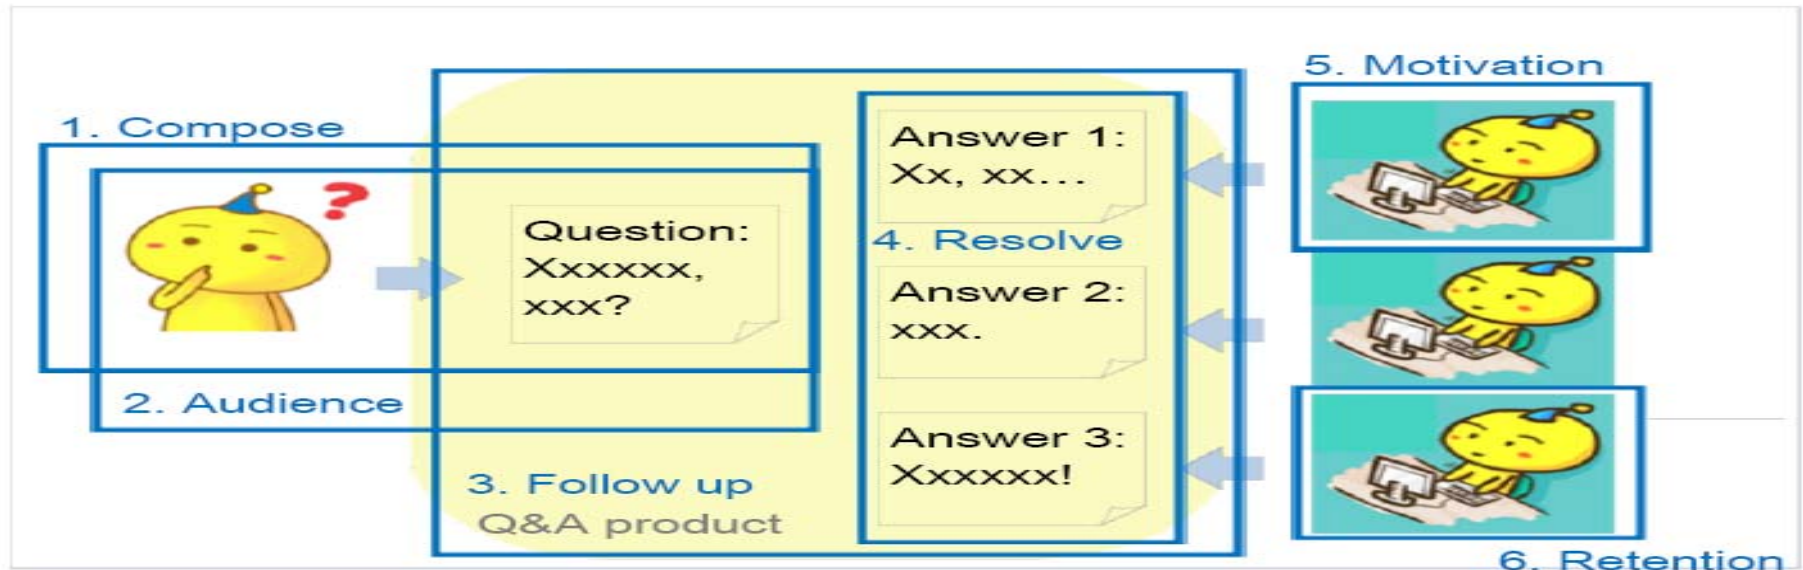 5. Motivation
1. Compose
Question:
Xxxxxx,
xxx?
2. Audience
3. Follow up
Q&A product
Answer 1:
Xx, xx...
4. Resolve
Answer 2:
xxx.
Answer 3:
Xxxxxx!
6. Retention
?